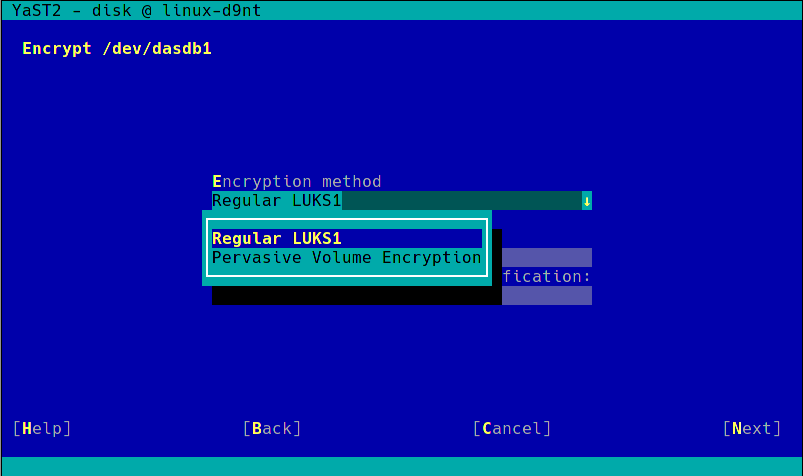 YaST2 - disk @ linux-d9nt
Encrypt /dev/dasdb1
Encryption method
Regular LUKS1 ↓
Regular LUKS1
Pervasive Volume Encryption
fication:
[Help] [Back] [Cancel] [Next]